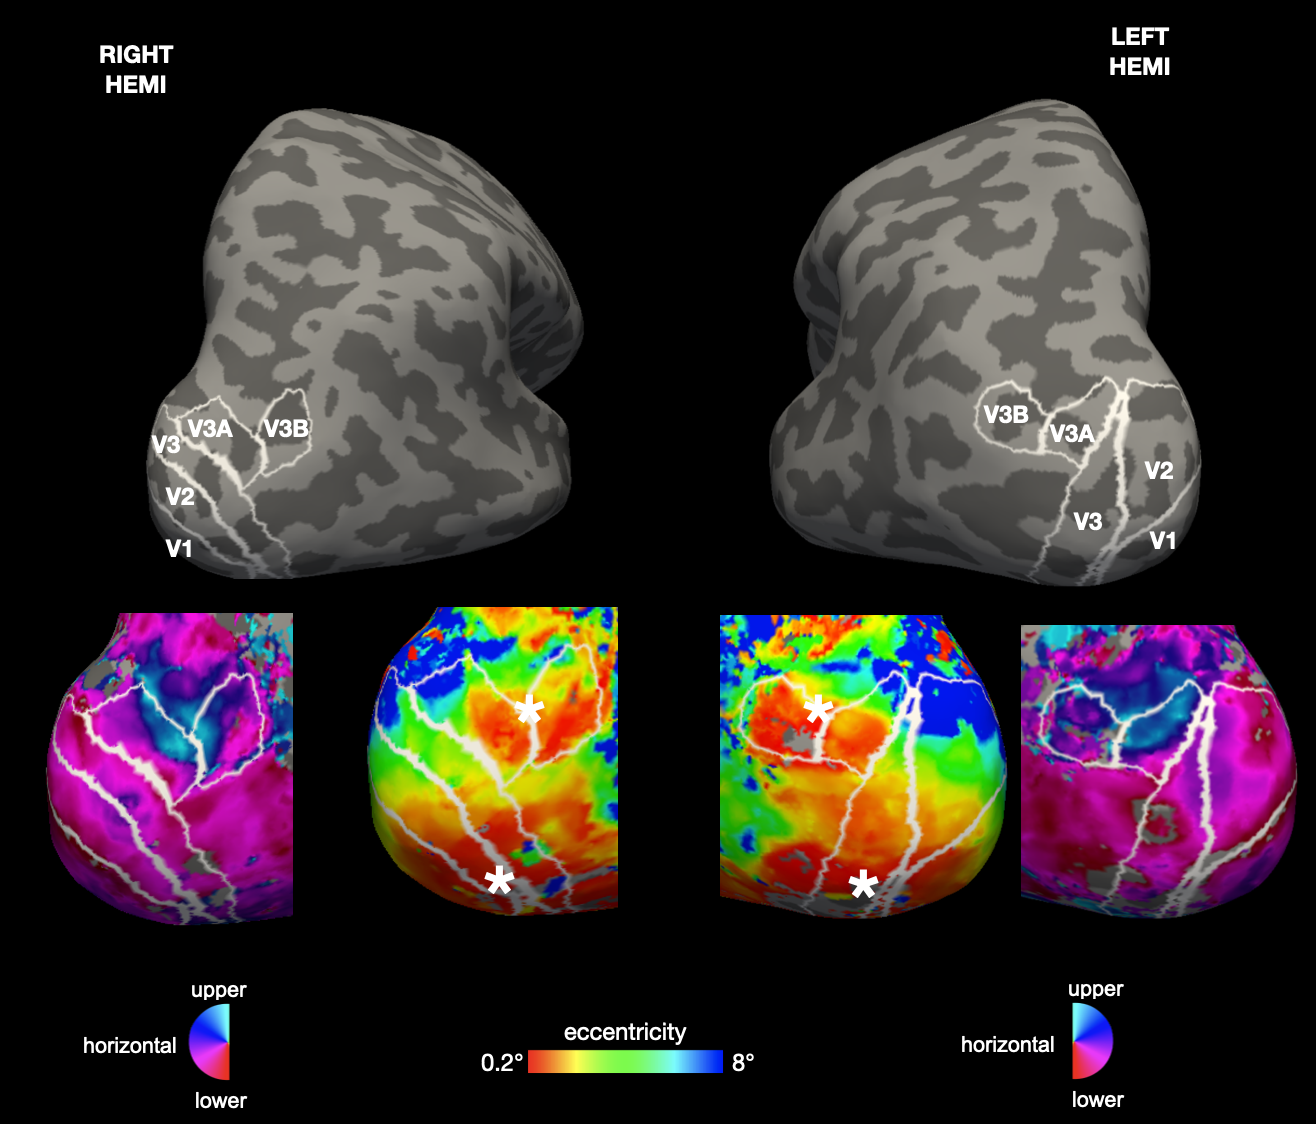 RIGHT
HEMI
LEFT
HEMI
V3A
V3B
V3
V2
V1
V3B
V3A
V2
V3
V1
*
*
*
*
upper
horizontal
lower
eccentricity
0.2°
8°
upper
horizontal
lower